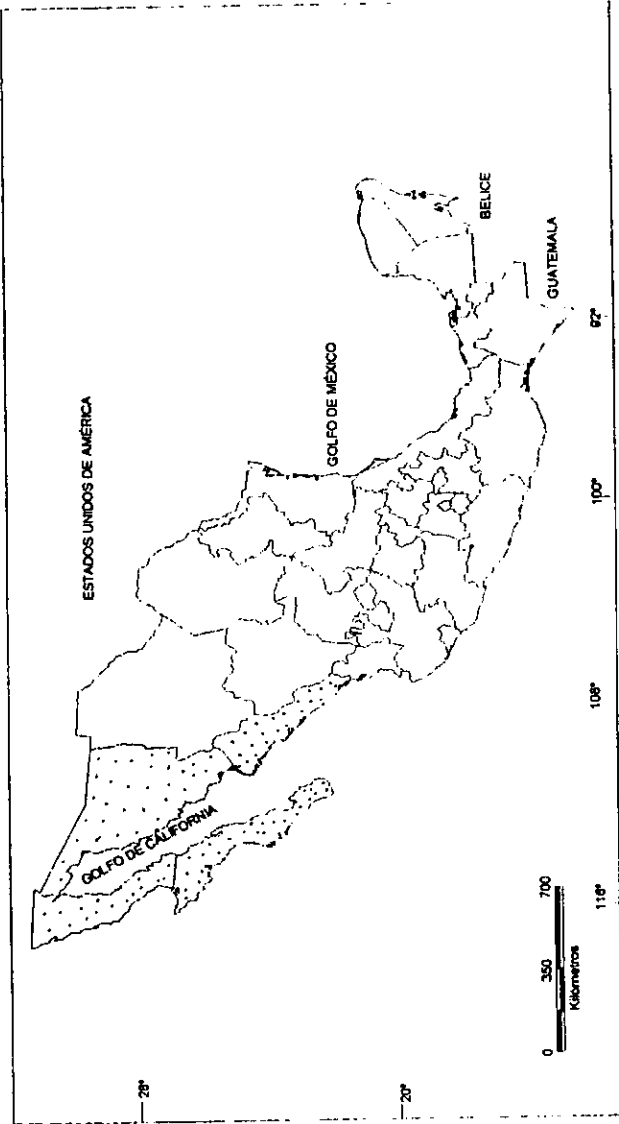 ESTADOS UNIDOS DE AMÉRICA
GOLFO DE CALIFORNIA
GOLFO DE MÉXICO
BELICE
GUATEMALA
28°
20°
116°
108°
100°
92°
0 350 700
Kilómetros